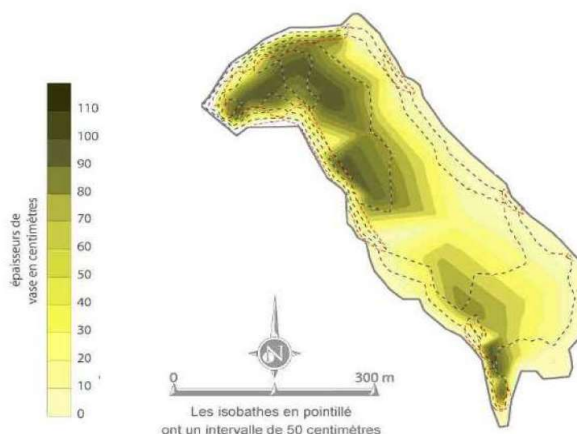 épaisseurs de
vase en centimètres
110
100
90
80
70
60
50
40
30
20
10
0
N
0 300 m
Les isobathes en pointillé
ont un intervalle de 50 centimètres